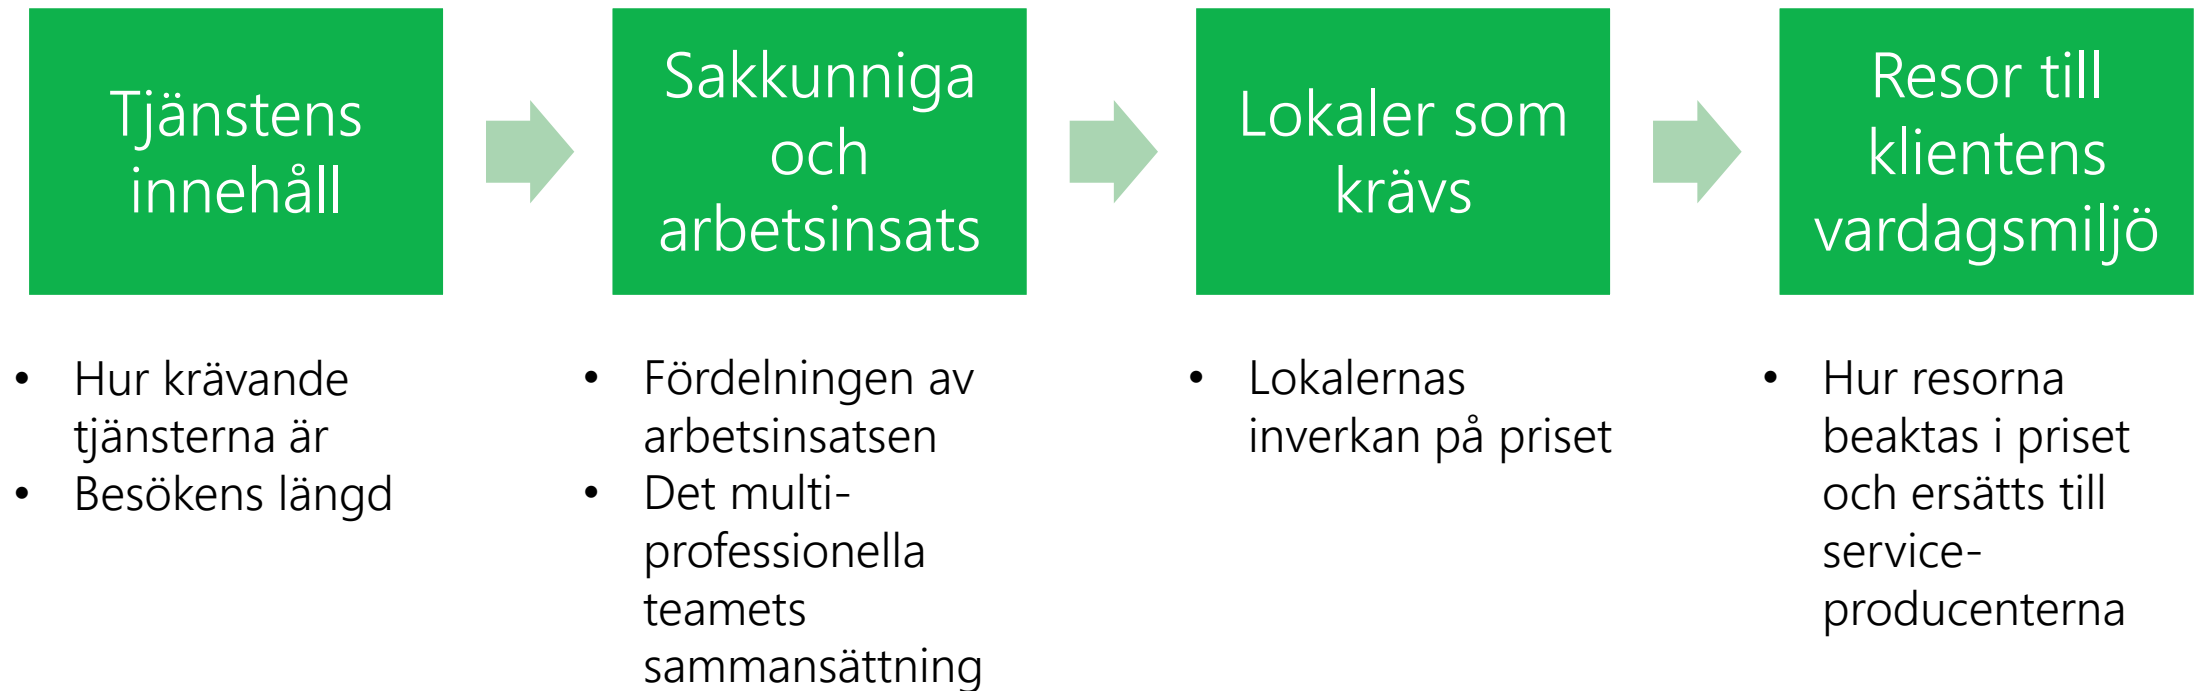 Tjänstens
innehåll
Sakkunniga
och
arbetsinsats
Lokaler som
krävs
Resor till
klientens
vardagsmiljö
• Hur krävande
tjänsterna är
• Besökens längd
• Fördelningen av
arbetsinsatsen
• Det multi-
professionella
teamets
sammansättning
• Lokalernas
inverkan på priset
• Hur resorna
beaktas i priset
och ersätts till
service-
producenterna